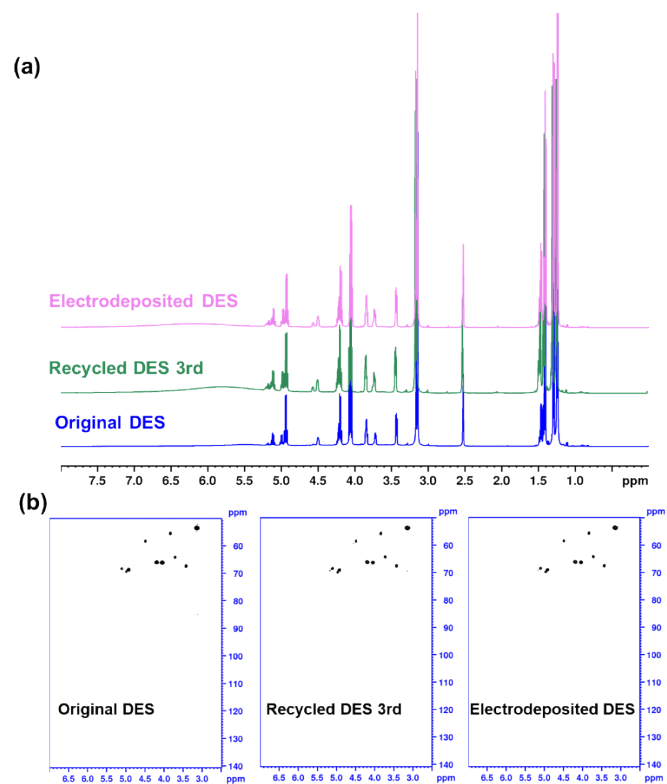 (a)
Electrodeposited DES
Recycled DES 3rd
Original DES
7.5 7.0 6.5 6.0 5.5 5.0 4.5 4.0 3.5 3.0 2.5 2.0 1.5 1.0 ppm
(b)
ppm ppm ppm
60 60 60
70 70 70
80 80 80
90 90 90
100 100 100
110 110 110
Original DES 120 Recycled DES 3rd 120 Electrodeposited DES 120
130 130 130
140 140 140
6.5 6.0 5.5 5.0 4.5 4.0 3.5 3.0 ppm 6.5 6.0 5.5 5.0 4.5 4.0 3.5 3.0 ppm 6.5 6.0 5.5 5.0 4.5 4.0 3.5 3.0 ppm